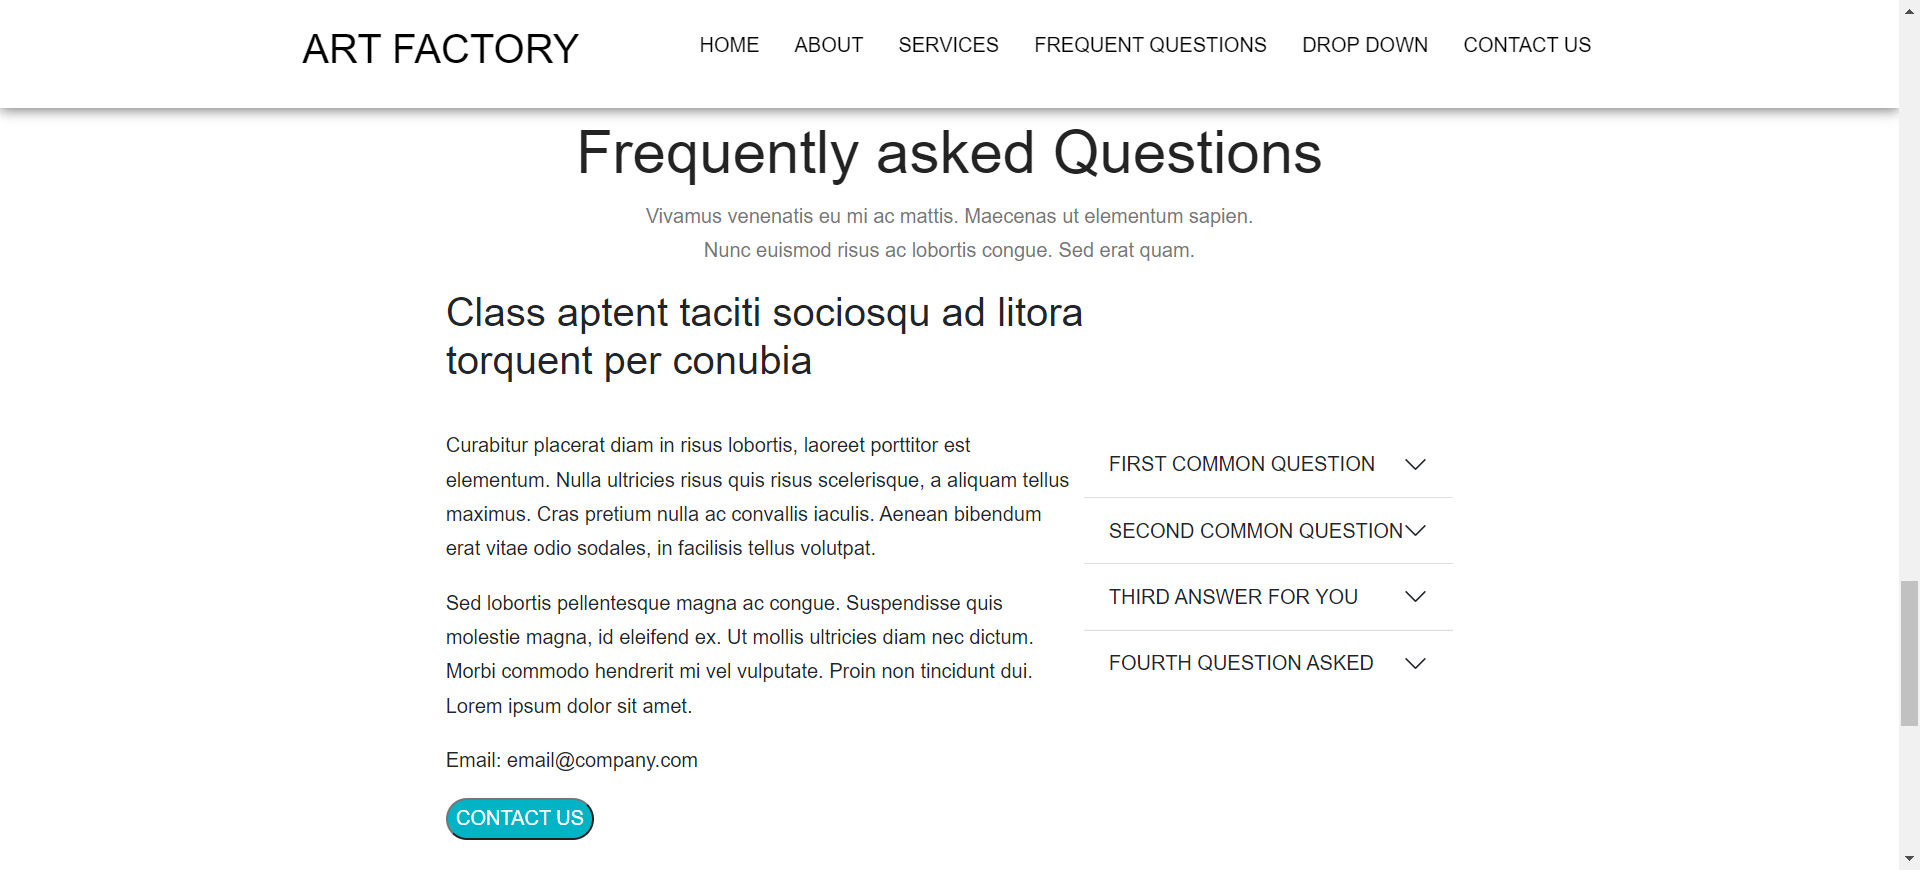 ART FACTORY
HOME ABOUT SERVICES FREQUENT QUESTIONS DROP DOWN CONTACT US
Frequently asked Questions
Vivamus venenatis eu mi ac mattis. Maecenas ut elementum sapien.
Nunc euismod risus ac lobortis congue. Sed erat quam.
Class aptent taciti sociosqu ad litora
torquent per conubia
Curabitur placerat diam in risus lobortis, laoreet porttitor est
elementum. Nulla ultricies risus quis risus scelerisque, a aliquam tellus
maximus. Cras pretium nulla ac convallis iaculis. Aenean bibendum
erat vitae odio sodales, in facilisis tellus volutpat.
Sed lobortis pellentesque magna ac congue. Suspendisse quis
molestie magna, id eleifend ex. Ut mollis ultricies diam nec dictum.
Morbi commodo hendrerit mi vel vulputate. Proin non tincidunt dui.
Lorem ipsum dolor sit amet.
Email: email@company.com
CONTACT US
FIRST COMMON QUESTION
SECOND COMMON QUESTION
THIRD ANSWER FOR YOU
FOURTH QUESTION ASKED